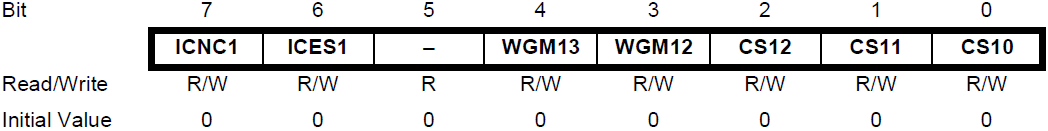 Bit 7 6 5 4 3 2 1 0
ICNC1 ICES1 – WGM13 WGM12 CS12 CS11 CS10
Read/Write R/W R/W R R/W R/W R/W R/W R/W
Initial Value 0 0 0 0 0 0 0 0